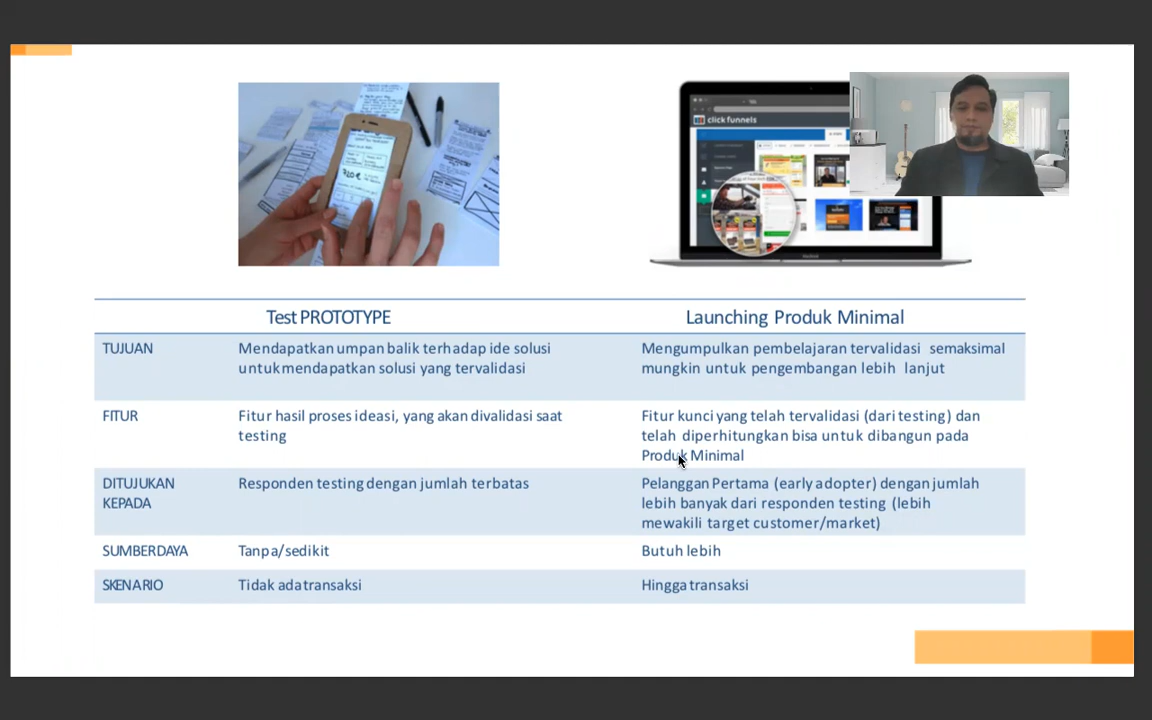 click funnels
720 €
Test PROTOTYPE
Launching Produk Minimal
TUJUAN
Mendapatkan umpan balik terhadap ide solusi
untuk mendapatkan solusi yang tervalidasi
Mengumpulkan pembelajaran tervalidasi semaksimal
mungkin untuk pengembangan lebih lanjut
FITUR
Fitur hasil proses ideasi, yang akan divalidasi saat
testing
Fitur kunci yang telah tervalidasi (dari testing) dan
telah diperhitungkan bisa untuk dibangun pada
Produk Minimal
DITUJUKAN
KEPADA
Responden testing dengan jumlah terbatas
Pelanggan Pertama (early adopter) dengan jumlah
lebih banyak dari responden testing (lebih
mewakili target customer/market)
SUMBERDAYA
Tanpa/sedikit
Butuh lebih
SKENARIO
Tidak ada transaksi
Hingga transaksi